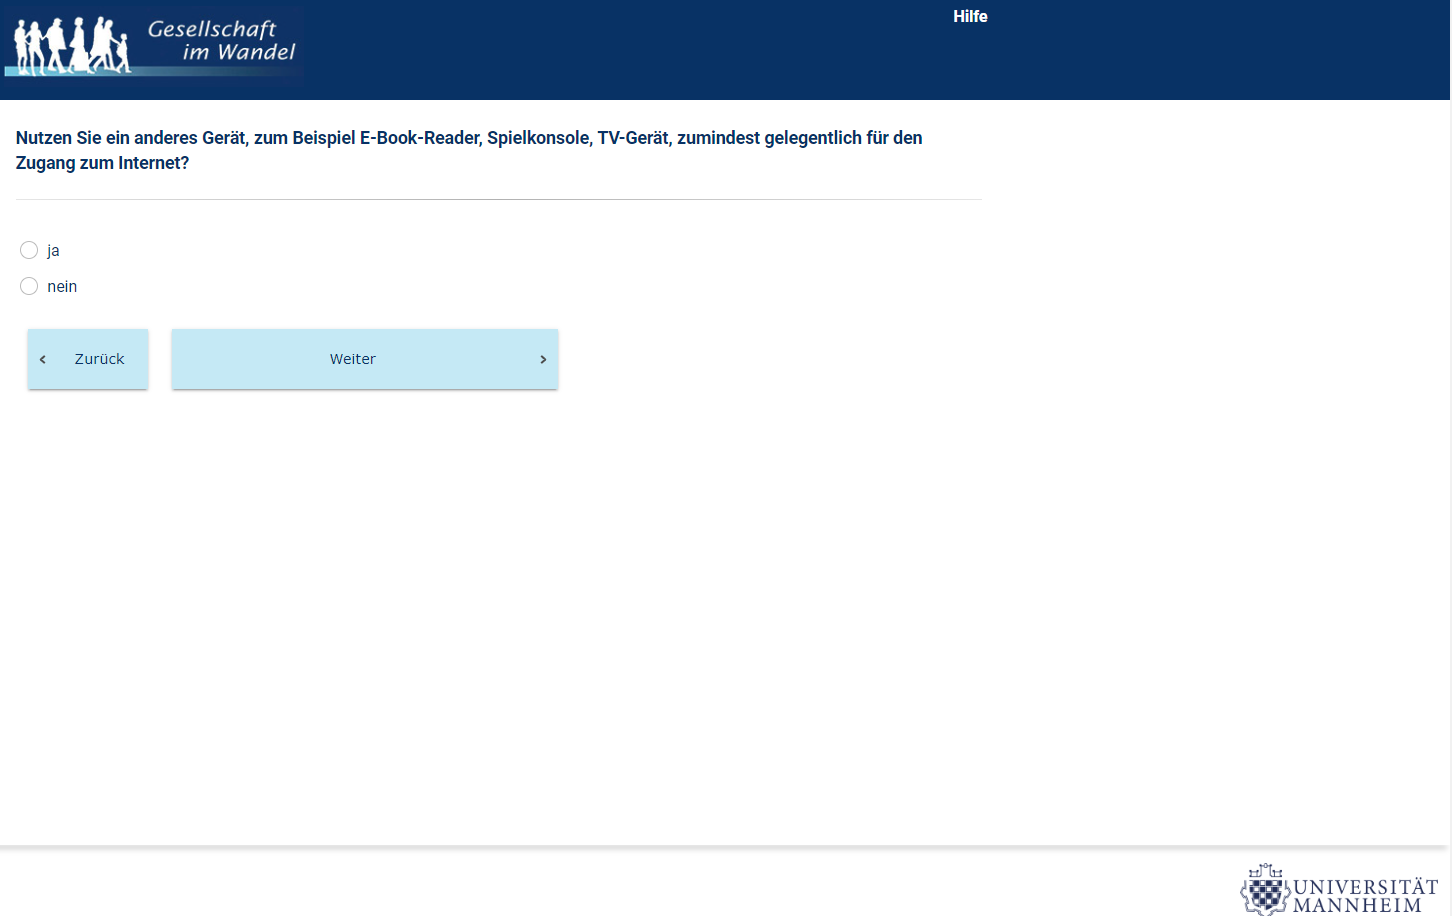 Gesellschaft
im Wandel
Hilfe
Nutzen Sie ein anderes Gerät, zum Beispiel E-Book-Reader, Spielkonsole, TV-Gerät, zumindest gelegentlich für den
Zugang zum Internet?
ja
nein
‹ Zurück
Weiter ›
UNIVERSITÄT
MANNHEIM